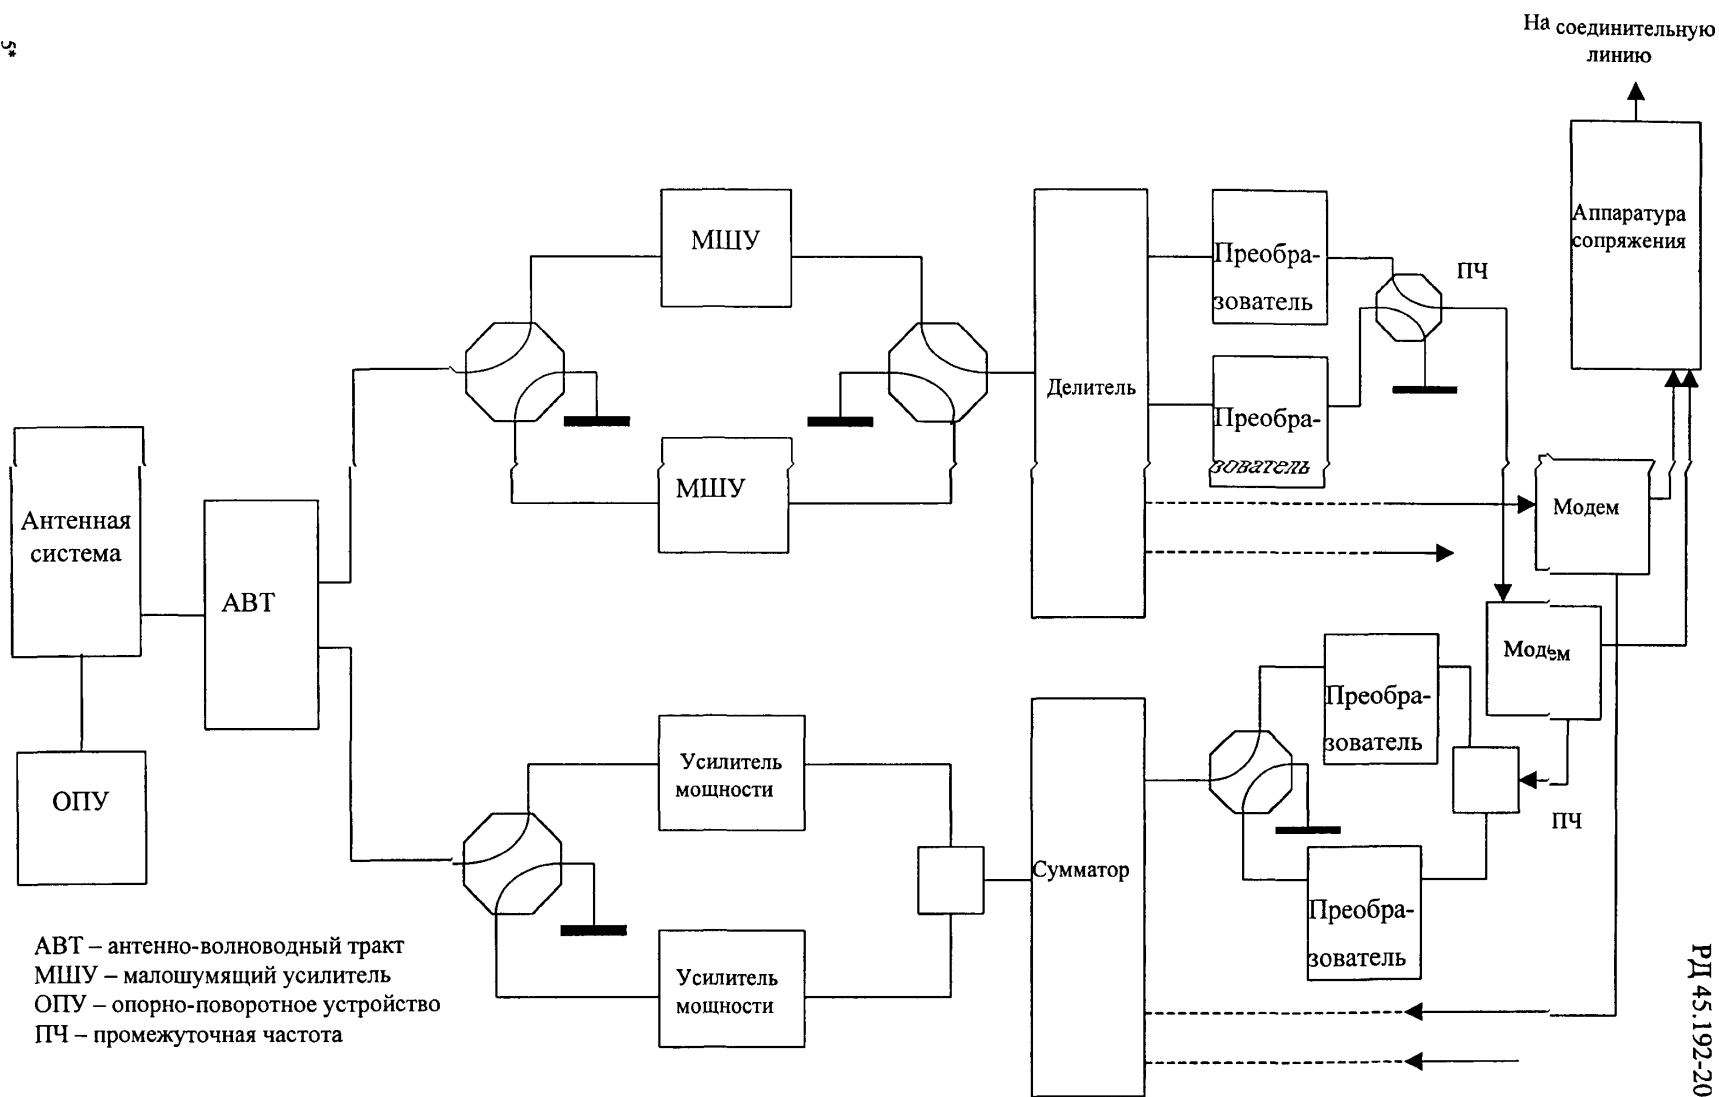 5*
На соединительную
линию
Аппаратура
сопряжения
МШУ
Преобра-
зователь
ПЧ
Делитель
Преобра-
зователь
МШУ
Модем
Антенная
система
АВТ
Модем
Преобра-
зователь
Усилитель
мощности
ОПУ
ПЧ
Сумматор
Преобра-
зователь
Усилитель
мощности
АВТ – антенно-волноводный тракт
МШУ – малошумящий усилитель
ОПУ – опорно-поворотное устройство
ПЧ – промежуточная частота
РД 45.192-20